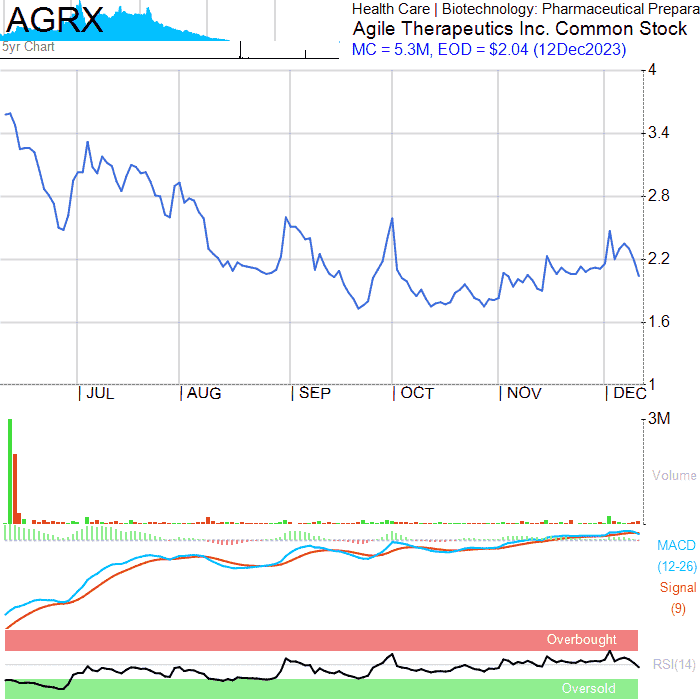 AGRX
Health Care | Biotechnology: Pharmaceutical Prepara
Agile Therapeutics Inc. Common Stock
5yr Chart
MC = 5.3M, EOD = $2.04 (12Dec2023)
4
3.4
2.8
2.2
1.6
1
| JUL | AUG | SEP | OCT | NOV | DEC
3M
Volume
MACD
(12-26)
Signal
(9)
Overbought
RSI(14)
Oversold